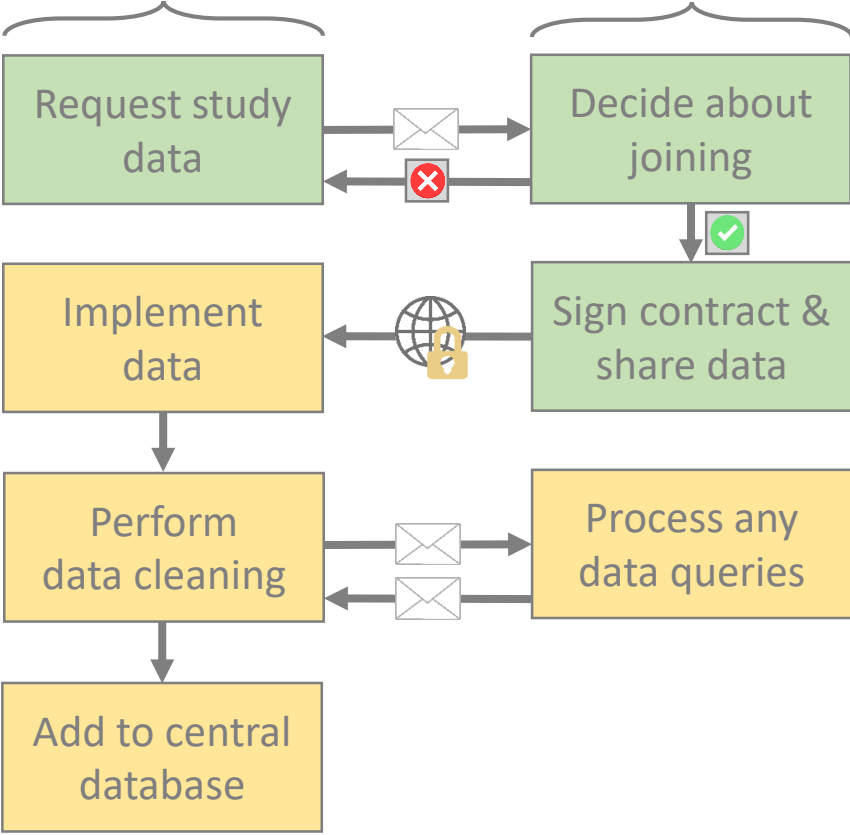 Request study
data
Decide about
joining
Implement
data
Sign contract &
share data
Perform
data cleaning
Process any
data queries
Add to central
database